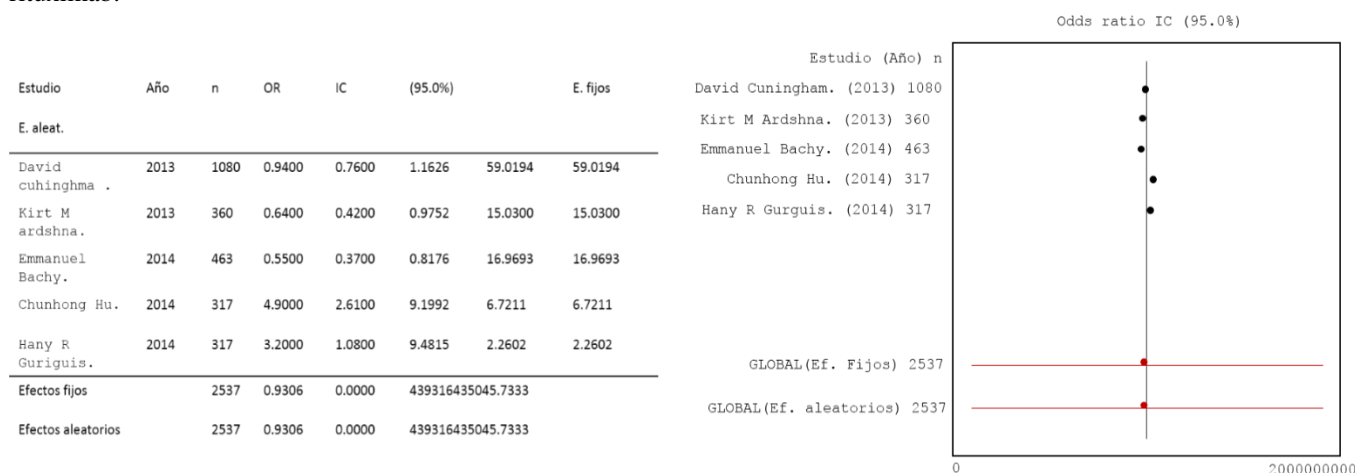 Odds ratio IC (95.0%)
Estudio Año n OR IC (95.0%) E. fijos
E. aleat.
David cuhinghma . 2013 1080 0.9400 0.7600 1.1626 59.0194 59.0194
Kirt M ardshna. 2013 360 0.6400 0.4200 0.9752 15.0300 15.0300
Emmanuel Bachy. 2014 463 0.5500 0.3700 0.8176 16.9693 16.9693
Chunhong Hu. 2014 317 4.9000 2.6100 9.1992 6.7211 6.7211
Hany R Guriguis. 2014 317 3.2000 1.0800 9.4815 2.2602 2.2602
Efectos fijos 2537 0.9306 0.0000 439316435045.7333
Efectos aleatorios 2537 0.9306 0.0000 439316435045.7333
Estudio (Año) n
David Cuningham. (2013) 1080
Kirt M Ardshna. (2013) 360
Emmanuel Bachy. (2014) 463
Chunhong Hu. (2014) 317
Hany R Gurguis. (2014) 317
GLOBAL(Ef. Fijos) 2537
GLOBAL(Ef. aleatorios) 2537
0 2000000000